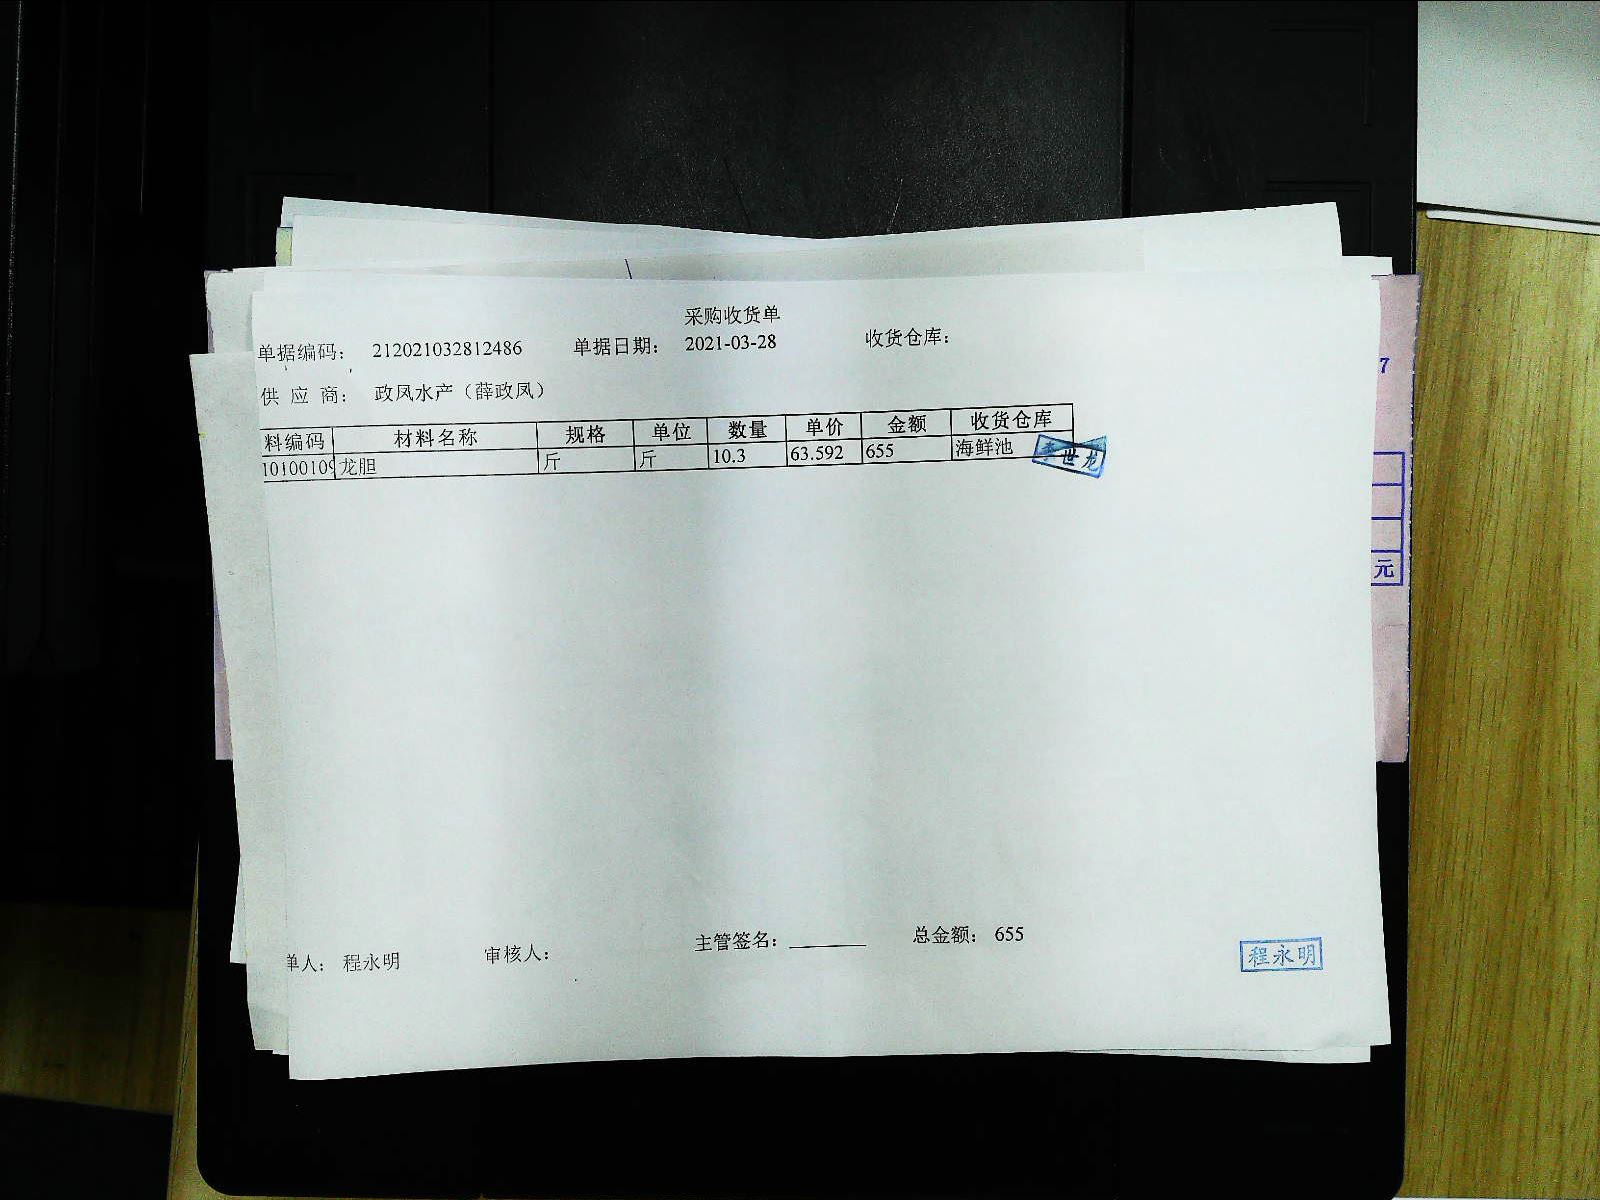 采购收货单
单据编码： 212021032812486 单据日期： 2021-03-28 收货仓库：
供 应 商： 政风水产（薛政凤）
料编码 材料名称 规格 单位 数量 单价 金额 收货仓库
10100109 龙胆 斤 斤 10.3 63.592 655 海鲜池
世龙
单人： 程永明 审核人： 主管签名： 总金额： 655
程永明
7
元